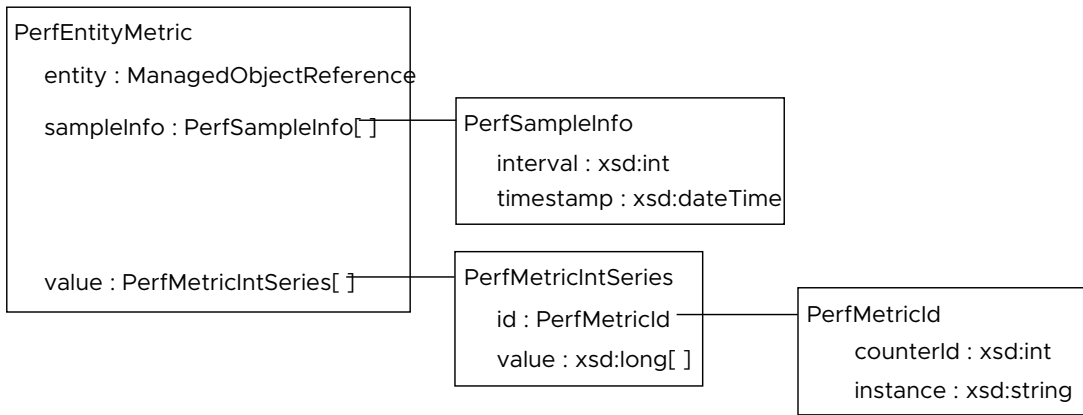 PerfEntityMetric
entity : ManagedObjectReference
sampleInfo : PerfSampleInfo[ ]
value : PerfMetricIntSeries[ ]
PerfSampleInfo
interval : xsd:int
timestamp : xsd:dateTime
PerfMetricIntSeries
id : PerfMetricId
value : xsd:long[ ]
PerfMetricId
counterId : xsd:int
instance : xsd:string